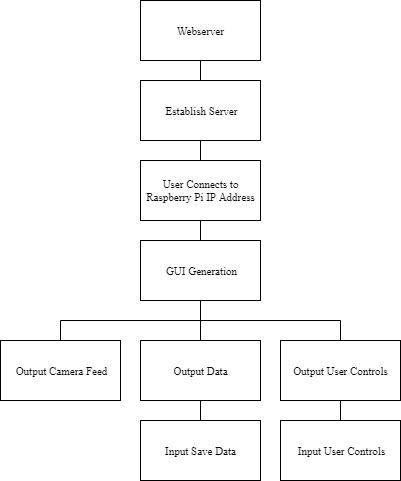 Webserver
Establish Server
User Connects to
Raspberry Pi IP Address
GUI Generation
Output Camera Feed
Output Data
Output User Controls
Input Save Data
Input User Controls